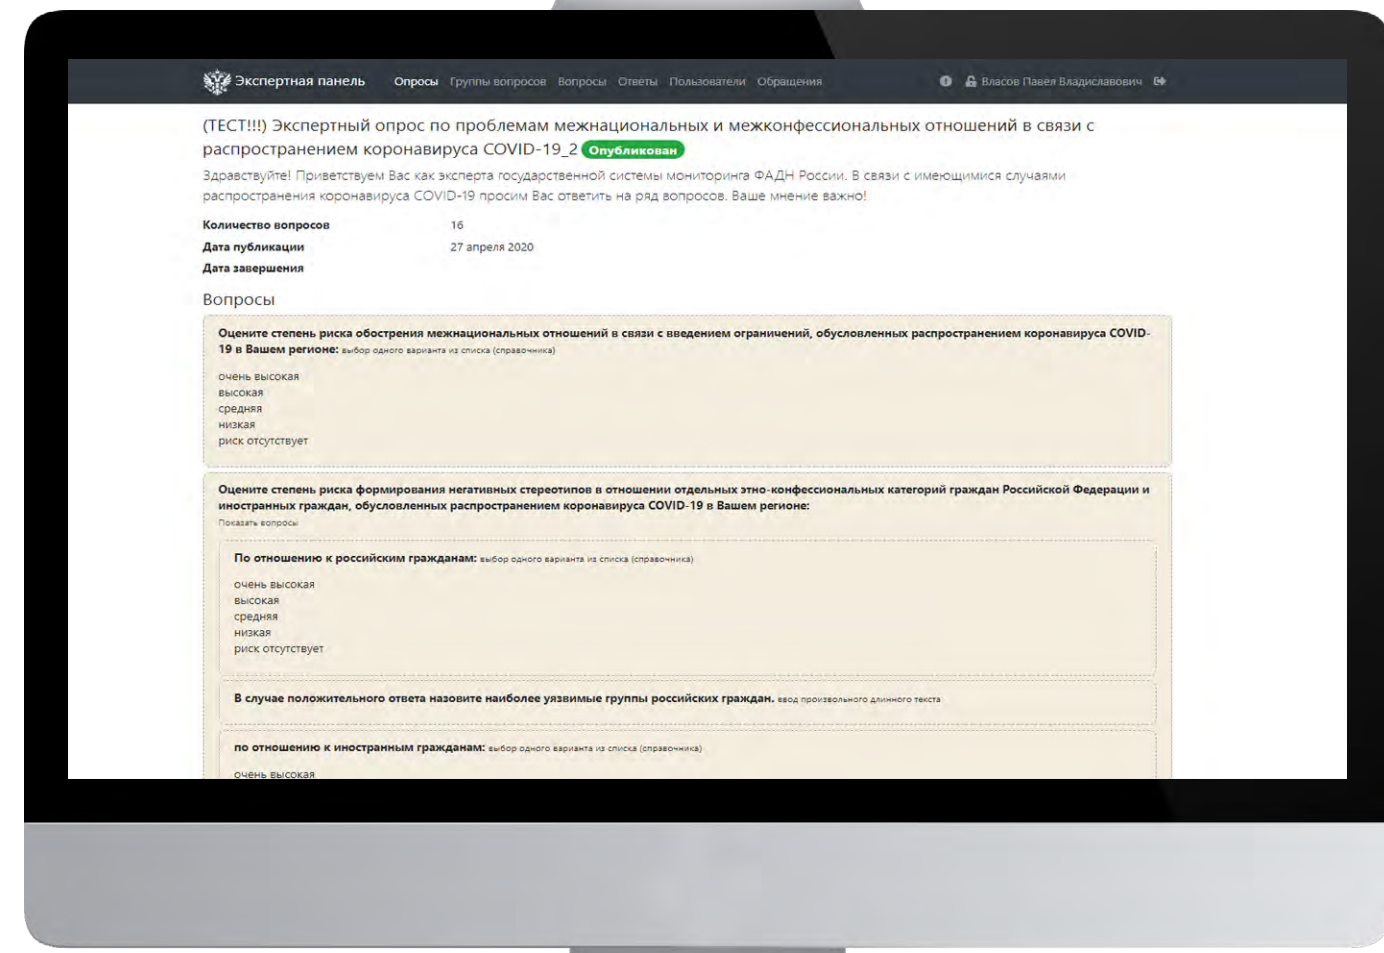 Экспертная панель Опросы Группы вопросов Вопросы Ответы Пользователи Обращения Власов Павел Владиславович
(ТЕСТ!!!) Экспертный опрос по проблемам межнациональных и межконфессиональных отношений в связи с
распространением коронавируса COVID-19_2 Опубликован
Здравствуйте! Приветствуем Вас как эксперта государственной системы мониторинга ФАДН России. В связи с имеющимися случаями
распространения коронавируса COVID-19 просим Вас ответить на ряд вопросов. Ваше мнение важно!
Количество вопросов 16
Дата публикации 27 апреля 2020
Дата завершения
Вопросы
Оцените степень риска обострения межнациональных отношений в связи с введением ограничений, обусловленных распространением коронавируса COVID-
19 в Вашем регионе: выбор одного варианта из списка (справочника)
очень высокая
высокая
средняя
низкая
риск отсутствует
Оцените степень риска формирования негативных стереотипов в отношении отдельных этно-конфессиональных категорий граждан Российской Федерации и
иностранных граждан, обусловленных распространением коронавируса COVID-19 в Вашем регионе:
Показать вопросы
По отношению к российским гражданам: выбор одного варианта из списка (справочника)
очень высокая
высокая
средняя
низкая
риск отсутствует
В случае положительного ответа назовите наиболее уязвимые группы российских граждан. ввод произвольного длинного текста
по отношению к иностранным гражданам: выбор одного варианта из списка (справочника)
очень высокая